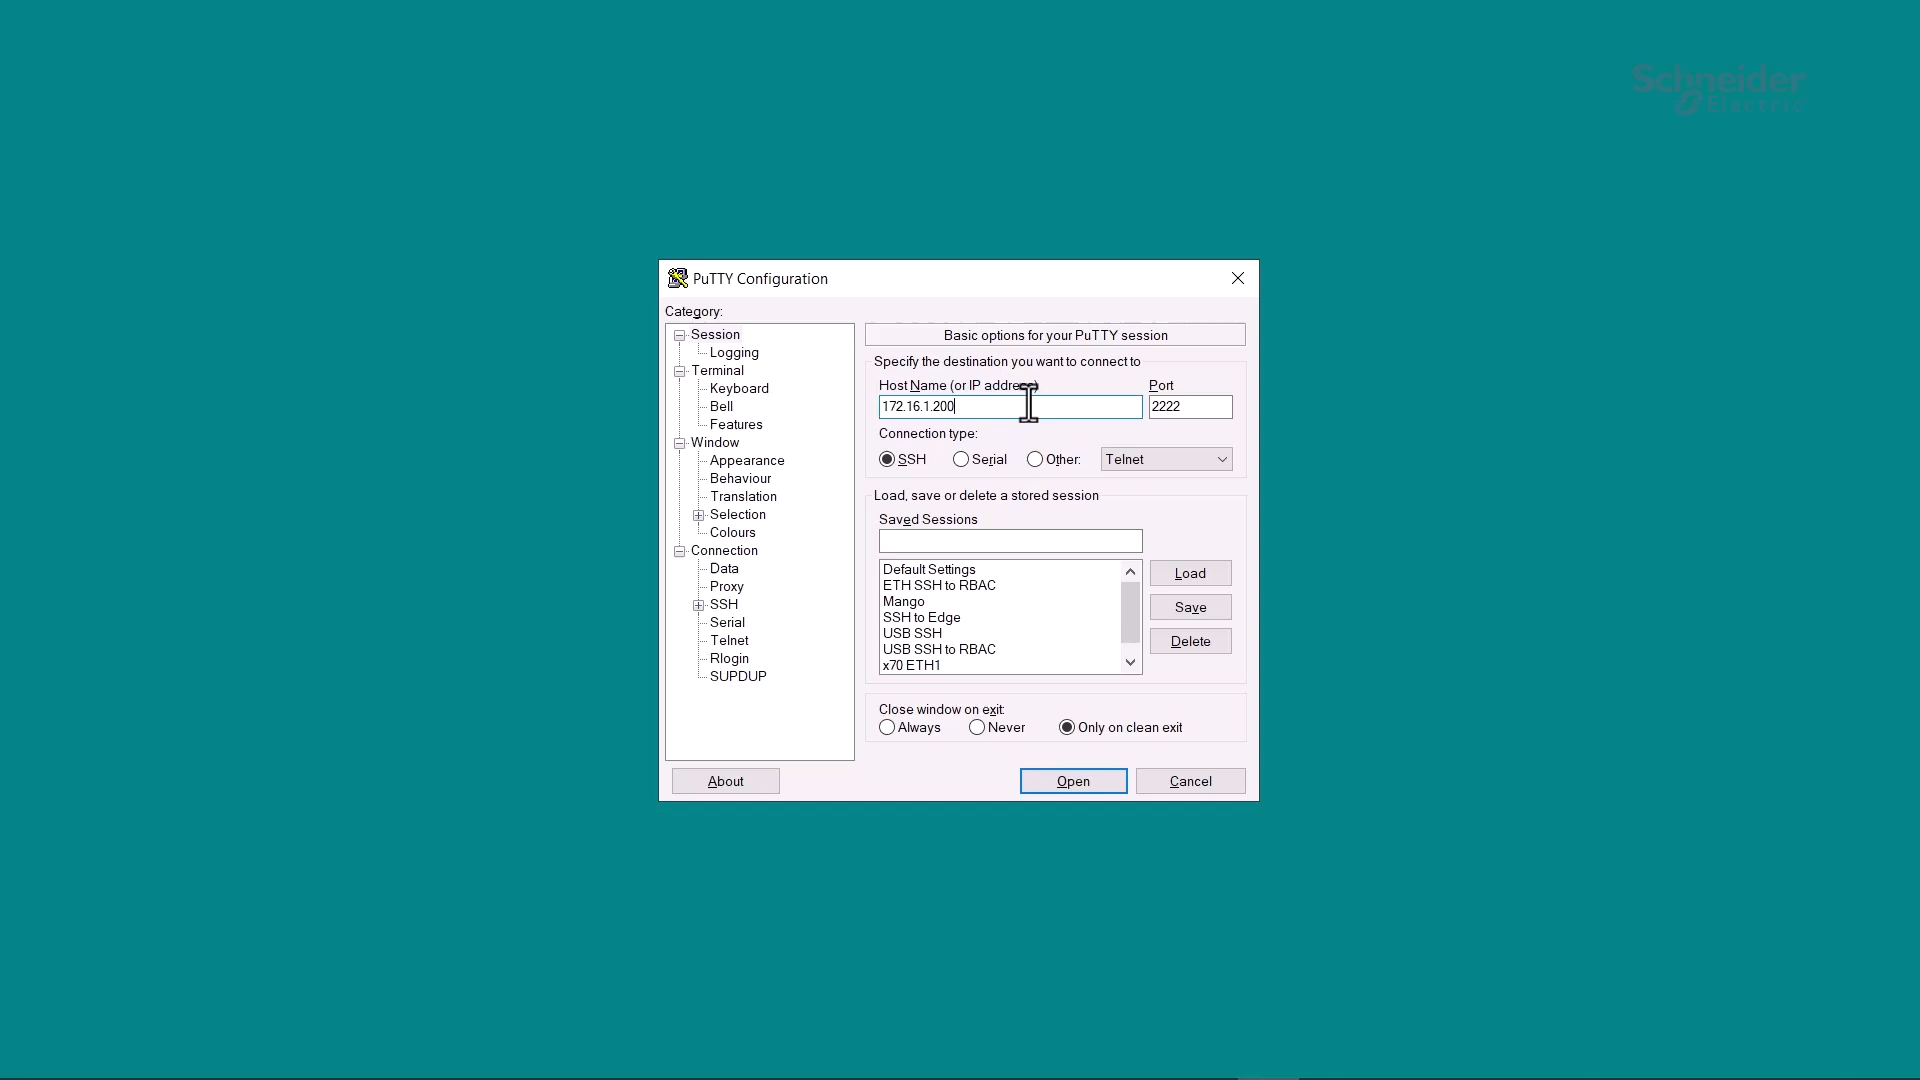 Schneider
Electric
PuTTY Configuration
Category:
Session
Logging
Terminal
Keyboard
Bell
Features
Window
Appearance
Behaviour
Translation
Selection
Colours
Connection
Data
Proxy
SSH
Serial
Telnet
Rlogin
SUPDUP
Basic options for your PuTTY session
Specify the destination you want to connect to
Host Name (or IP address) Port
172.16.1.200 2222
Connection type:
SSH Serial Other: Telnet
Load, save or delete a stored session
Saved Sessions
Default Settings
ETH SSH to RBAC
Mango
SSH to Edge
USB SSH
USB SSH to RBAC
x70 ETH1
Load
Save
Delete
Close window on exit:
Always Never Only on clean exit
About Open Cancel